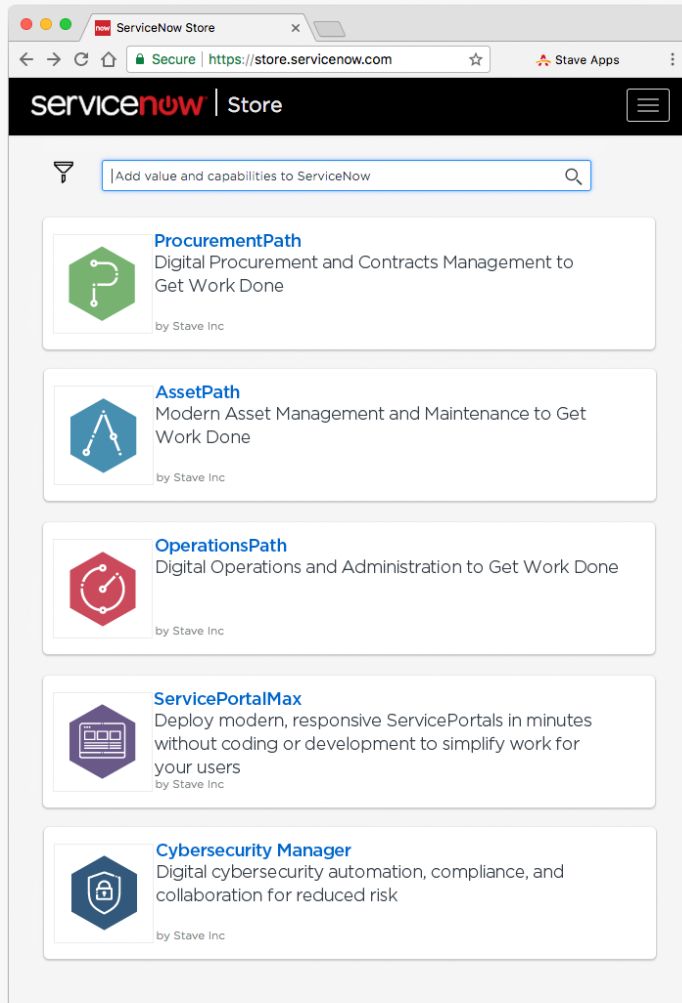 now ServiceNow Store
Secure https://store.servicenow.com Stave Apps
servicenow Store
Add value and capabilities to ServiceNow
ProcurementPath
Digital Procurement and Contracts Management to
Get Work Done
by Stave Inc
AssetPath
Modern Asset Management and Maintenance to Get
Work Done
by Stave Inc
OperationsPath
Digital Operations and Administration to Get Work Done
by Stave Inc
ServicePortalMax
Deploy modern, responsive ServicePortals in minutes
without coding or development to simplify work for
your users
by Stave Inc
Cybersecurity Manager
Digital cybersecurity automation, compliance, and
collaboration for reduced risk
by Stave Inc